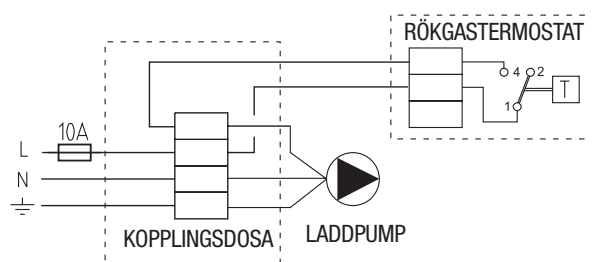 RÖKGASTERMOSTAT
4 2
1
T
10A
L
N
KOPPLINGSDOSA
LADDPUMP